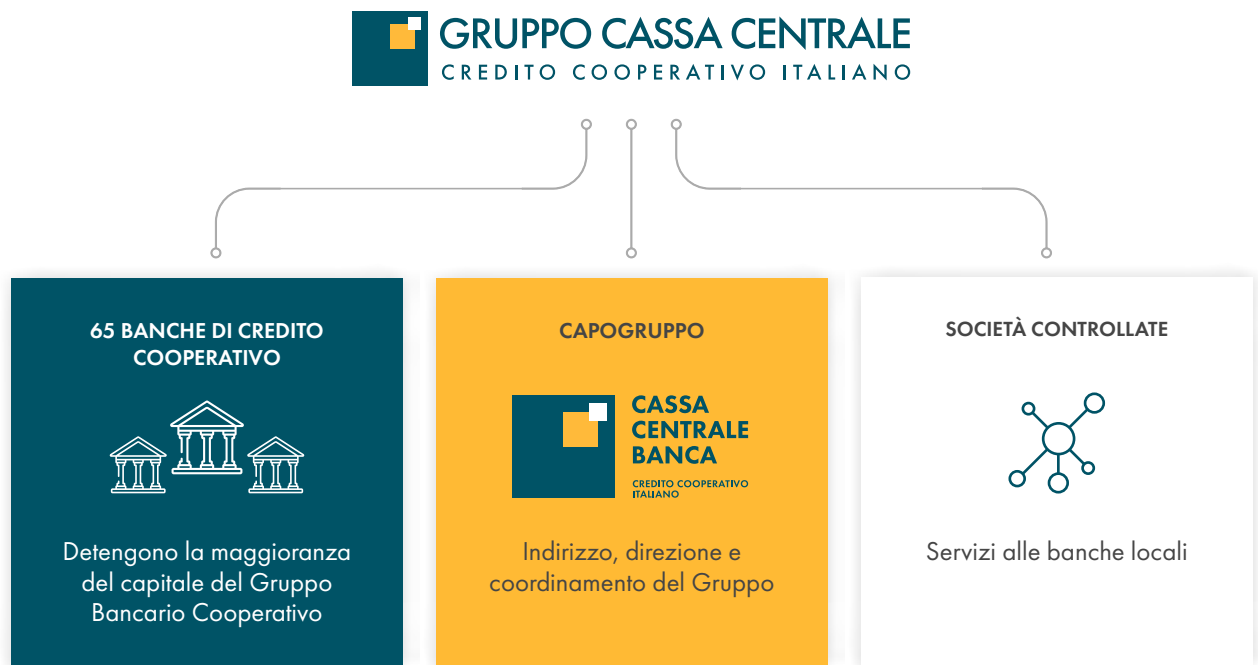 GRUPPO CASSA CENTRALE
CREDITO COOPERATIVO ITALIANO
65 BANCHE DI CREDITO
COOPERATIVO
Detengono la maggioranza
del capitale del Gruppo
Bancario Cooperativo
CAPOGRUPPO
CASSA
CENTRALE
BANCA
CREDITO COOPERATIVO
ITALIANO
Indirizzo, direzione e
coordinamento del Gruppo
SOCIETÀ CONTROLLATE
Servizi alle banche locali